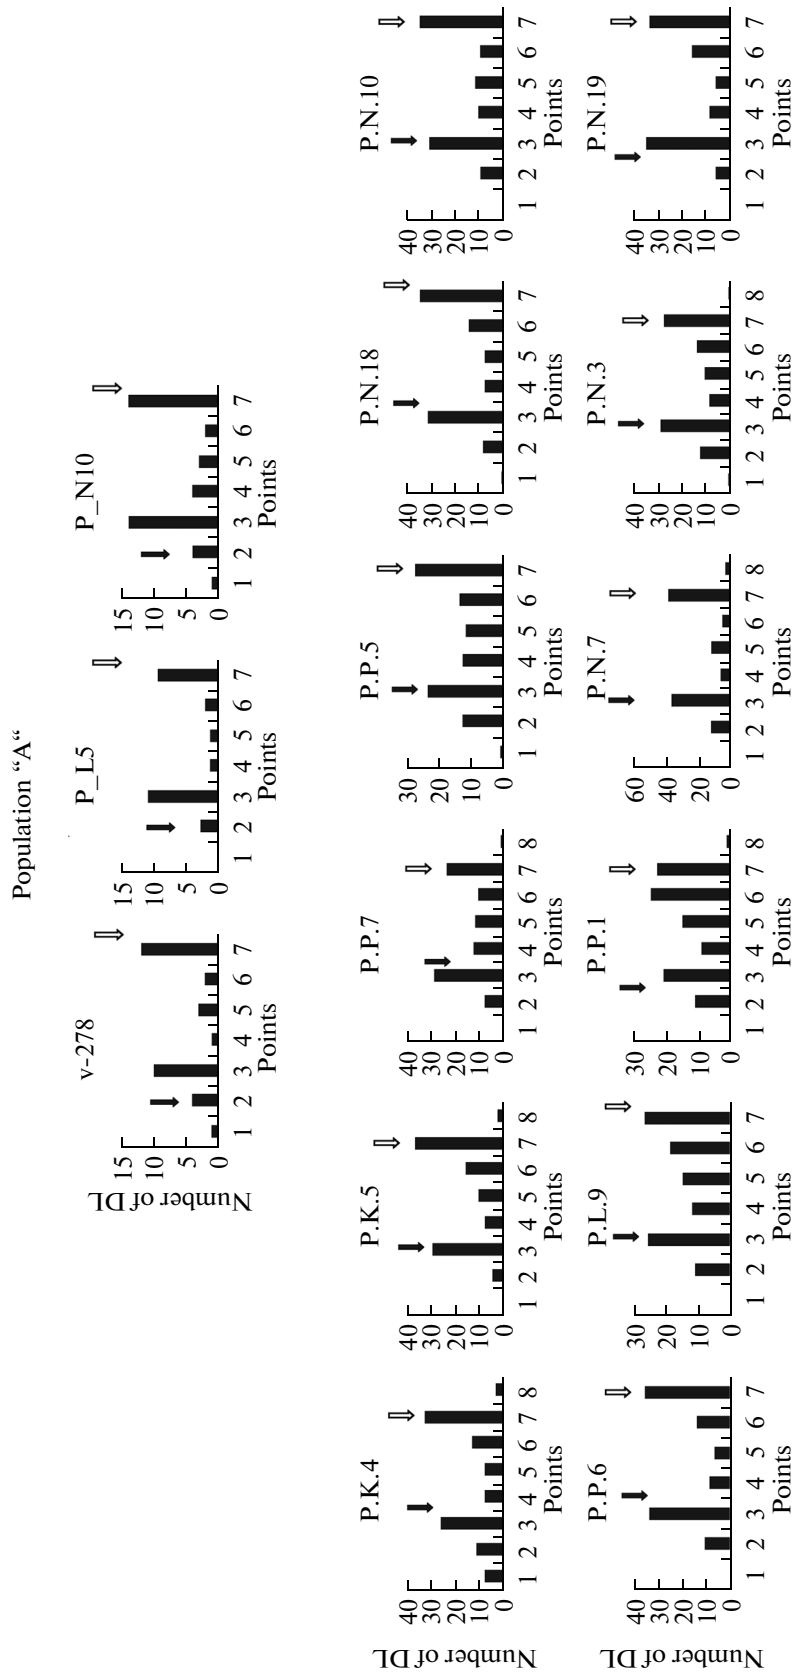 Population “A“
v-278
15
10
5
0
1 2 3 4 5 6 7
Points
Number of DL
P_L5
15
10
5
0
1 2 3 4 5 6 7
Points
P_N10
15
10
5
0
1 2 3 4 5 6 7
Points
P.K.4
40
30
20
10
0
1 2 3 4 5 6 7 8
Points
Number of DL
P.K.5
40
30
20
10
0
1 2 3 4 5 6 7 8
Points
P.P.7
40
30
20
10
0
1 2 3 4 5 6 7 8
Points
P.P.5
30
20
10
0
1 2 3 4 5 6 7
Points
P.N.18
40
30
20
10
0
1 2 3 4 5 6 7
Points
P.N.10
40
30
20
10
0
1 2 3 4 5 6 7
Points
P.P.6
40
30
20
10
0
1 2 3 4 5 6 7
Points
Number of DL
P.L.9
30
20
10
0
1 2 3 4 5 6 7
Points
P.P.1
30
20
10
0
1 2 3 4 5 6 7 8
Points
P.N.7
60
40
20
0
1 2 3 4 5 6 7 8
Points
P.N.3
40
30
20
10
0
1 2 3 4 5 6 7 8
Points
P.N.19
40
30
20
10
0
1 2 3 4 5 6 7
Points